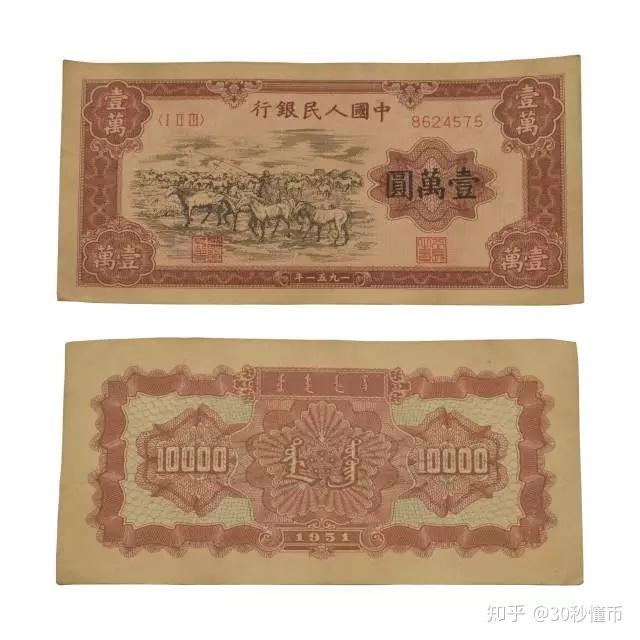 壹萬
行銀民人國中
壹萬
〈I II III〉
8624575
圓萬壹
萬壹
萬壹
年一五九一
10000
10000
1951
知乎 @30秒懂币